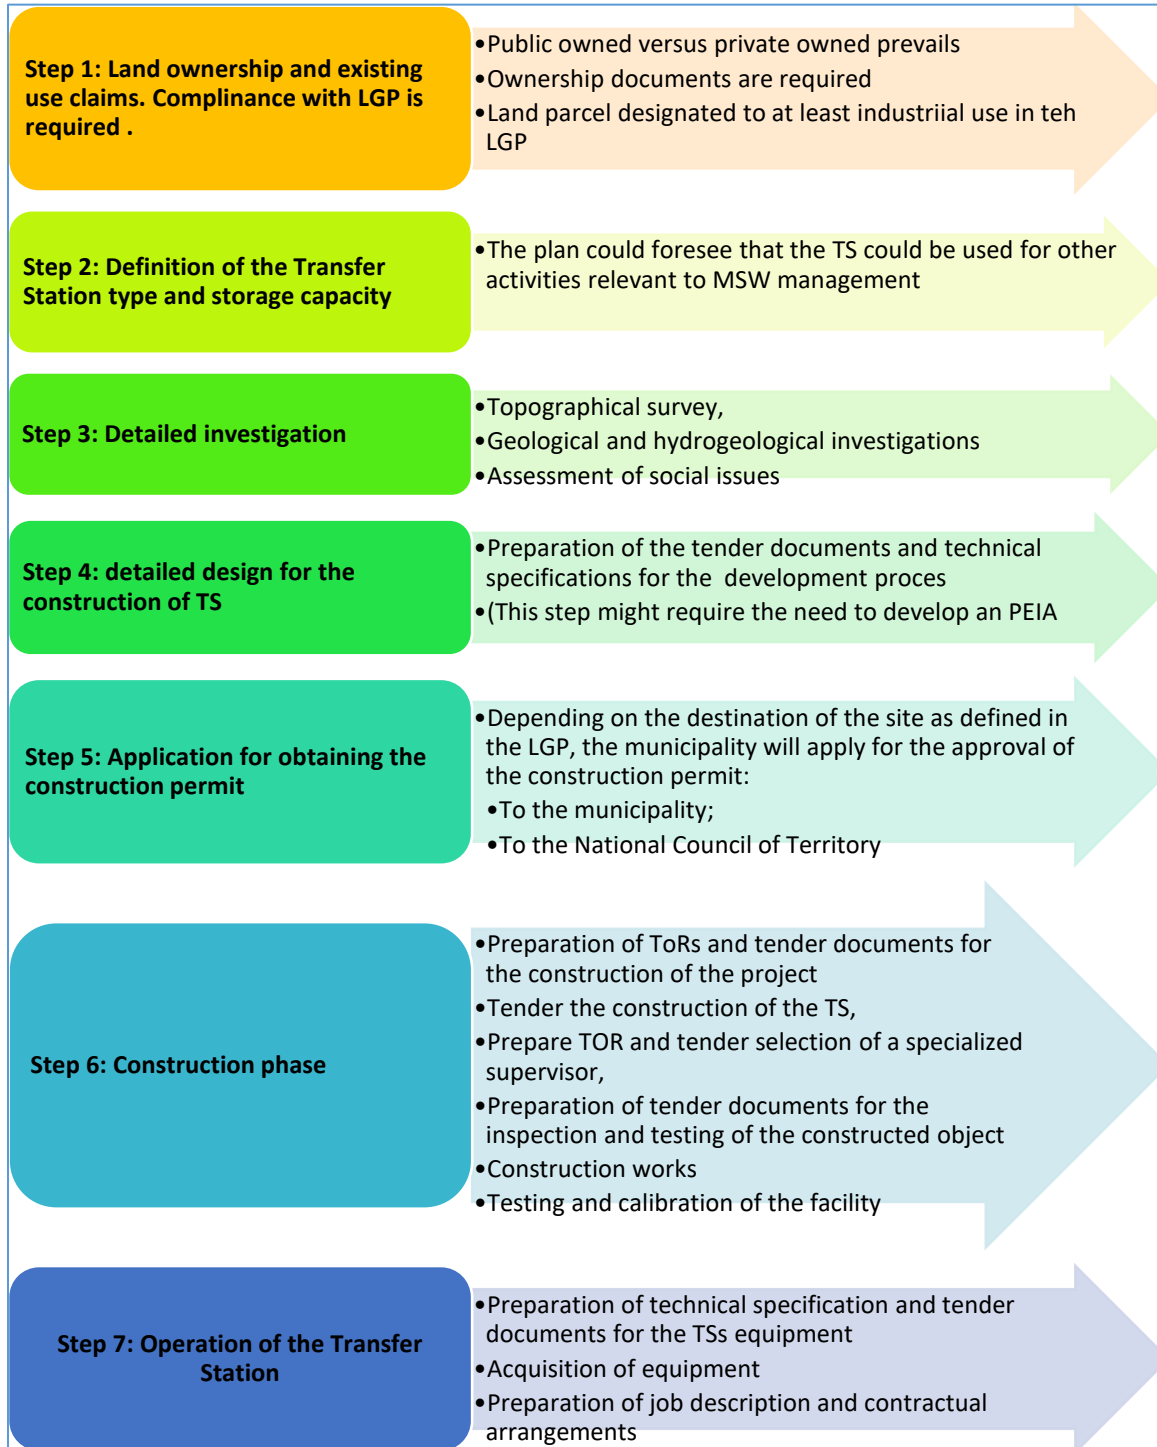 Step 1: Land ownership and existing
use claims. Complinance with LGP is
required .
•Public owned versus private owned prevails
•Ownership documents are required
•Land parcel designated to at least industriial use in teh
LGP
Step 2: Definition of the Transfer
Station type and storage capacity
•The plan could foresee that the TS could be used for other
activities relevant to MSW management
Step 3: Detailed investigation
•Topographical survey,
•Geological and hydrogeological investigations
•Assessment of social issues
Step 4: detailed design for the
construction of TS
•Preparation of the tender documents and technical
specifications for the  development proces
•(This step might require the need to develop an PEIA
Step 5: Application for obtaining the
construction permit
•Depending on the destination of the site as defined in
the LGP, the municipality will apply for the approval of
the construction permit:
•To the municipality;
•To the National Council of Territory
Step 6: Construction phase
•Preparation of ToRs and tender documents for
the construction of the project
•Tender the construction of the TS,
•Prepare TOR and tender selection of a specialized
supervisor,
•Preparation of tender documents for the
inspection and testing of the constructed object
•Construction works
•Testing and calibration of the facility
Step 7: Operation of the Transfer
Station
•Preparation of technical specification and tender
documents for the TSs equipment
•Acquisition of equipment
•Preparation of job description and contractual
arrangements